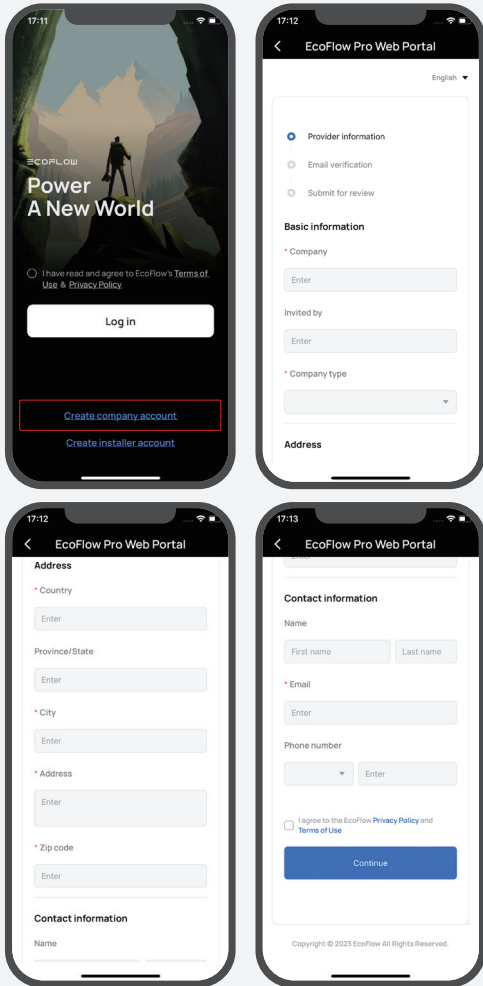 17:11
ECOFLOW
Power
A New World
I have read and agree to EcoFlow's Terms of
Use & Privacy Policy
Log in
Create company account
Create installer account
17:12
EcoFlow Pro Web Portal
English
Provider information
Email verification
Submit for review
Basic information
* Company
Enter
Invited by
Enter
* Company type
Address
17:12
EcoFlow Pro Web Portal
Address
* Country
Enter
Province/State
Enter
* City
Enter
* Address
Enter
* Zip code
Enter
Contact information
Name
17:13
EcoFlow Pro Web Portal
Contact information
Name
First name
Last name
* Email
Enter
Phone number
Enter
I agree to the EcoFlow Privacy Policy and
Terms of Use
Continue
Copyright © 2023 EcoFlow All Rights Reserved.